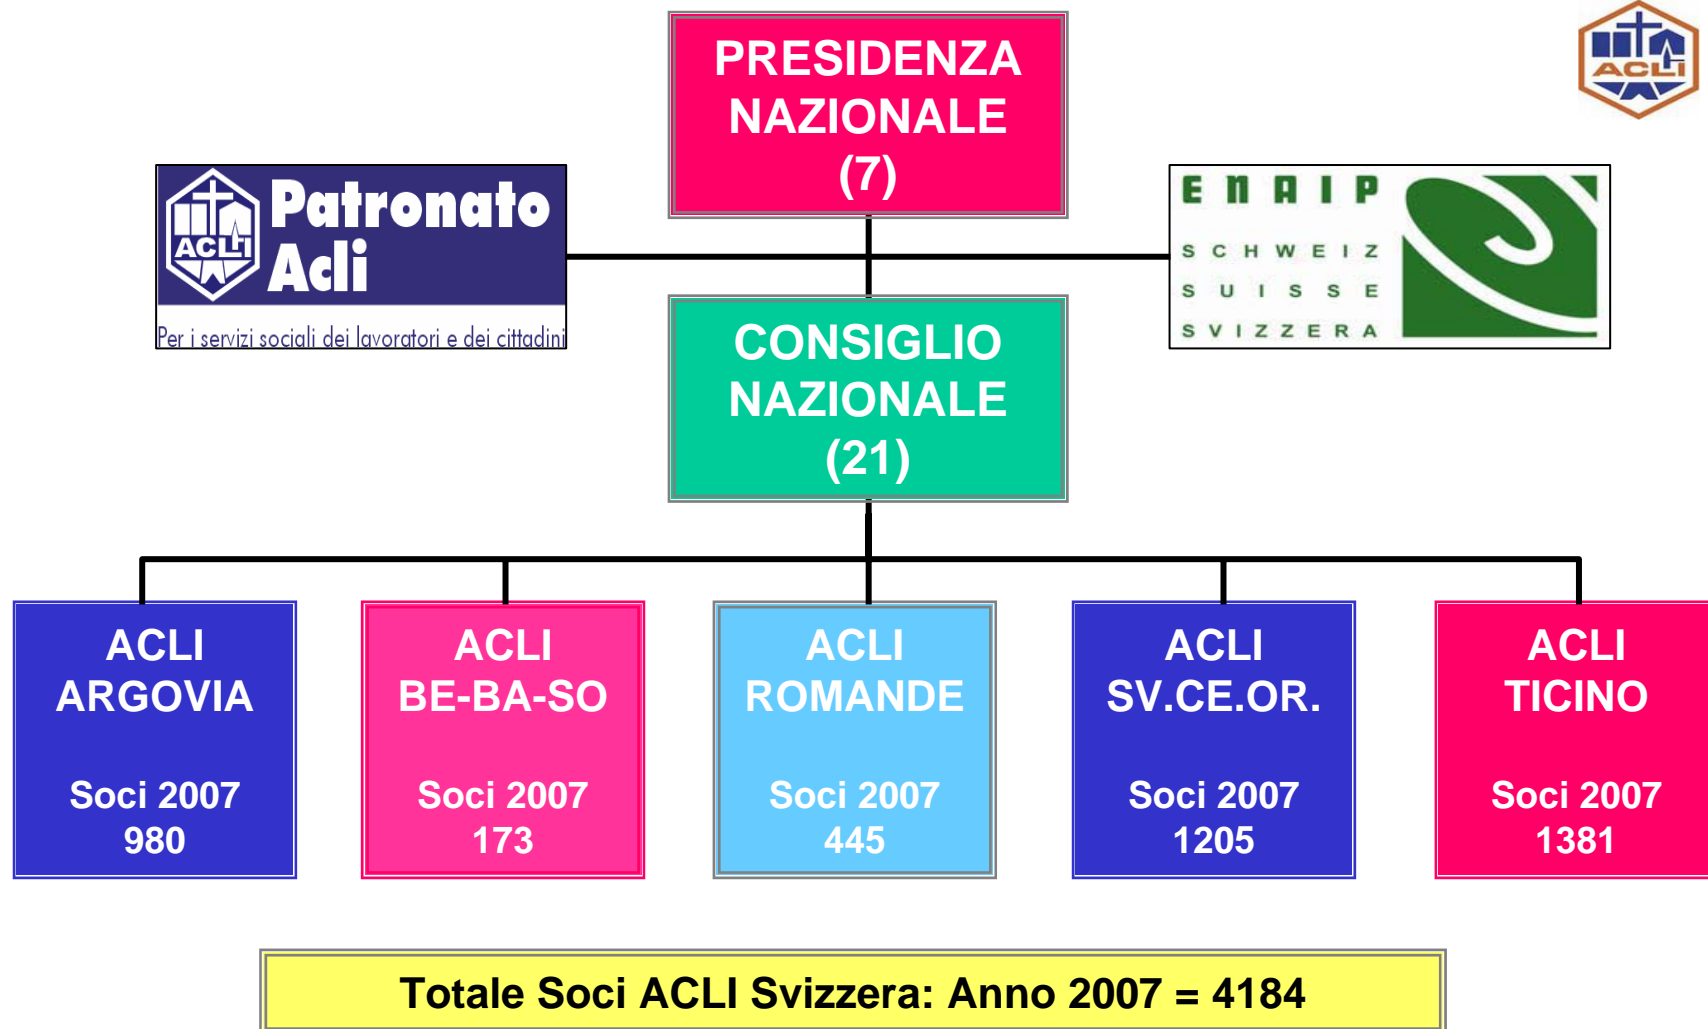 PRESIDENZA
NAZIONALE
(7)
ACLI
ACLI
Patronato
Acli
Per i servizi sociali dei lavoratori e dei cittadini
ENAIP
SCHWEIZ
SUISSE
SVIZZERA
CONSIGLIO
NAZIONALE
(21)
ACLI
ARGOVIA
Soci 2007
980
ACLI
BE-BA-SO
Soci 2007
173
ACLI
ROMANDE
Soci 2007
445
ACLI
SV.CE.OR.
Soci 2007
1205
ACLI
TICINO
Soci 2007
1381
Totale Soci ACLI Svizzera: Anno 2007 = 4184